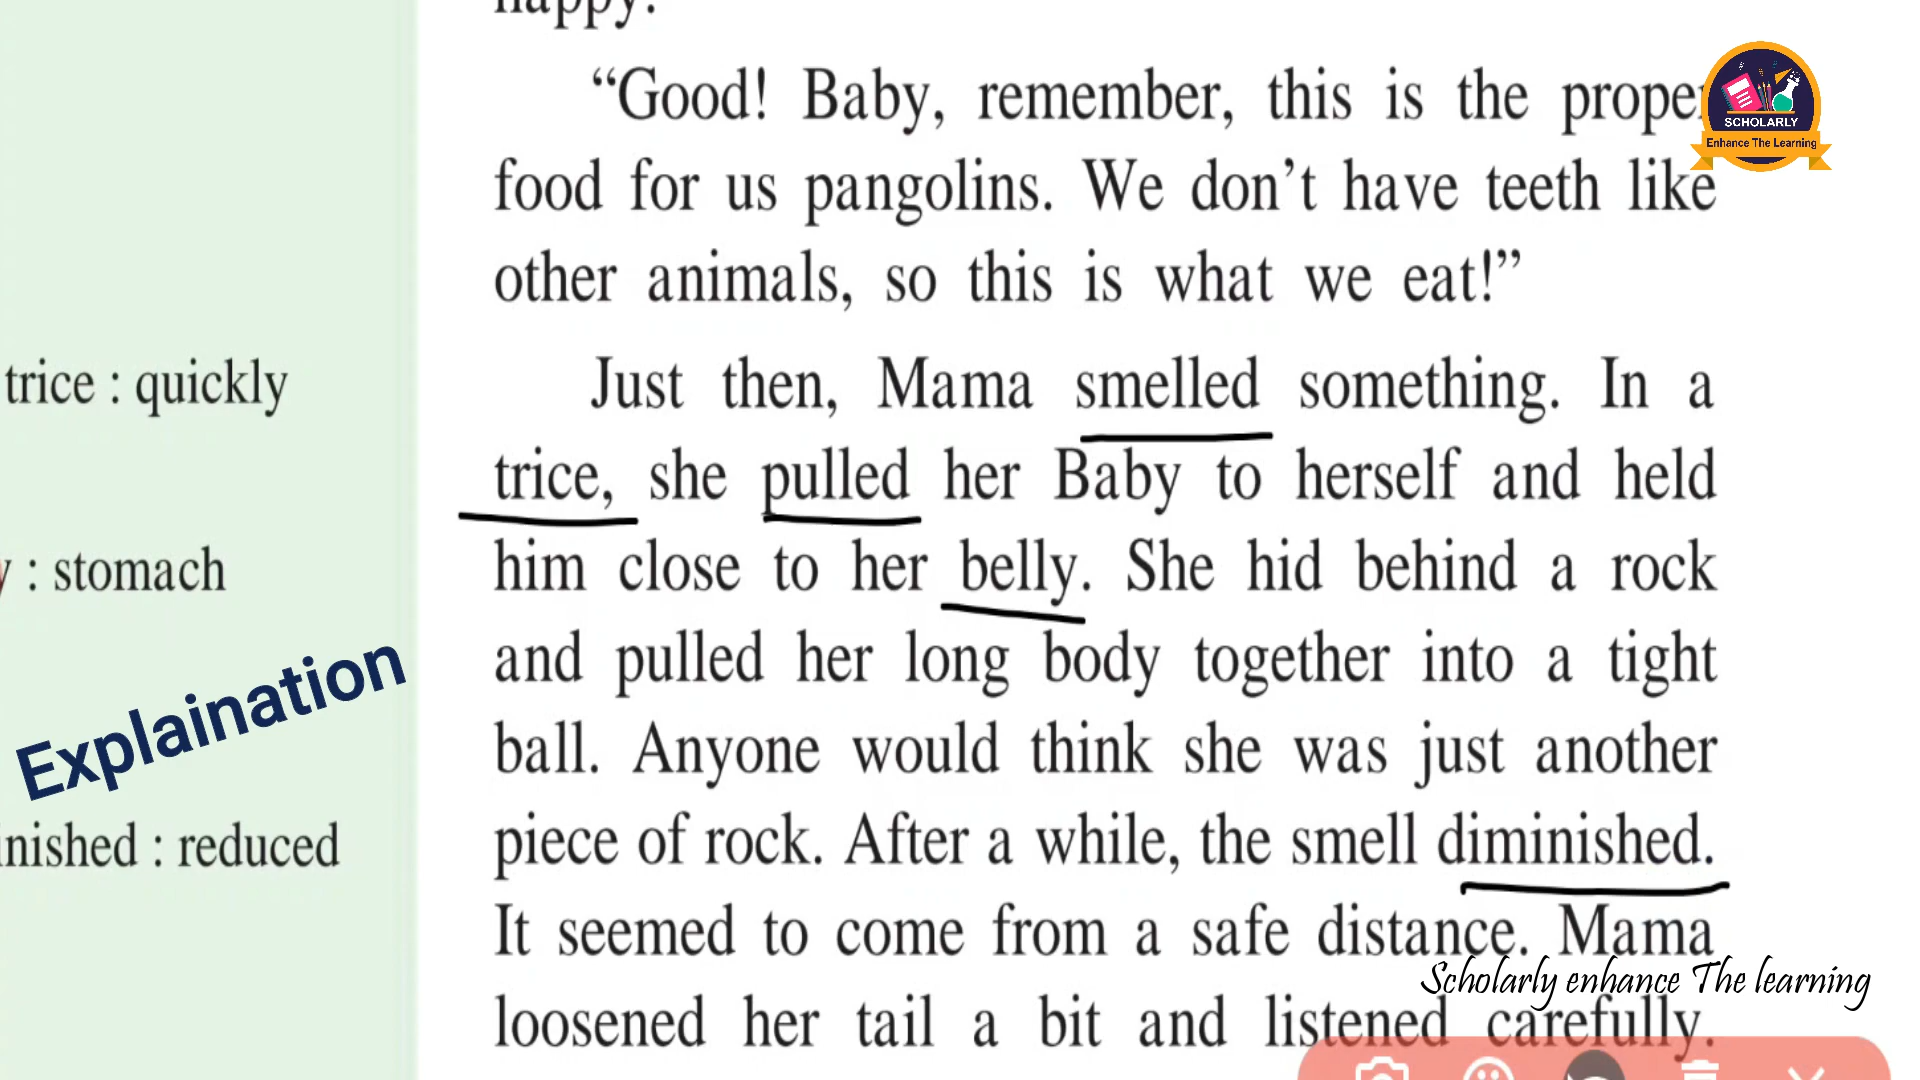 happy.
“Good! Baby, remember, this is the proper
food for us pangolins. We don’t have teeth like
other animals, so this is what we eat!”
trice : quickly
Just then, Mama smelled something. In a
trice, she pulled her Baby to herself and held
: stomach
him close to her belly. She hid behind a rock
and pulled her long body together into a tight
Explaination
ball. Anyone would think she was just another
inished : reduced
piece of rock. After a while, the smell diminished.
It seemed to come from a safe distance. Mama
loosened her tail a bit and listened carefully.
SCHOLARLY
Enhance The Learning
Scholarly enhance The learning